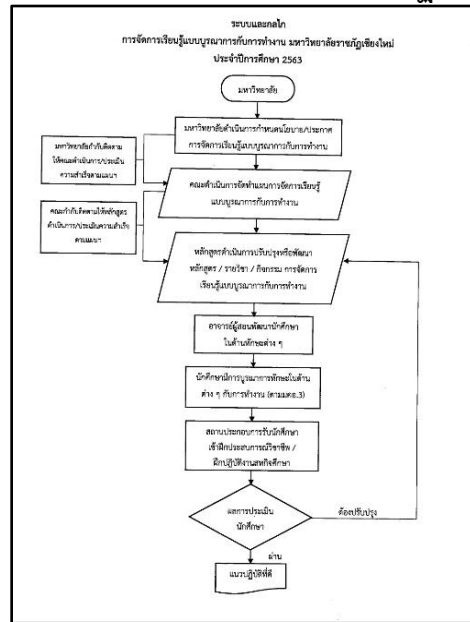 ระบบและกลไก
การจัดการเรียนรู้แบบบูรณาการกับการทำงาน มหาวิทยาลัยราชภัฏเชียงใหม่
ประจำปีการศึกษา 2563
มหาวิทยาลัย
มหาวิทยาลัยดำเนินการกำหนดนโยบาย/ประกาศ
การจัดการเรียนรู้แบบบูรณาการกับการทำงาน
มหาวิทยาลัยกำกับติดตาม
ให้คณะดำเนินการ/ประเมิน
ความสำเร็จตามแผนฯ
คณะดำเนินการจัดทำแผนการจัดการเรียนรู้
แบบบูรณาการกับการทำงาน
คณะกำกับติดตามให้หลักสูตร
ดำเนินการ/ประเมินความสำเร็จ
ตามแผนฯ
หลักสูตรดำเนินการปรับปรุงหรือพัฒนา
หลักสูตร / รายวิชา / กิจกรรม การจัดการ
เรียนรู้แบบบูรณาการกับการทำงาน
อาจารย์ผู้สอนพัฒนานักศึกษา
ในด้านทักษะต่าง ๆ
นักศึกษามีการบูรณาการทักษะในด้าน
ต่าง ๆ กับการทำงาน (ตามมคอ.3)
สถานประกอบการรับนักศึกษา
เข้าฝึกประสบการณ์วิชาชีพ /
ฝึกปฏิบัติงานสหกิจศึกษา
ผลการประเมิน
นักศึกษา
ต้องปรับปรุง
ผ่าน
แนวปฏิบัติที่ดี